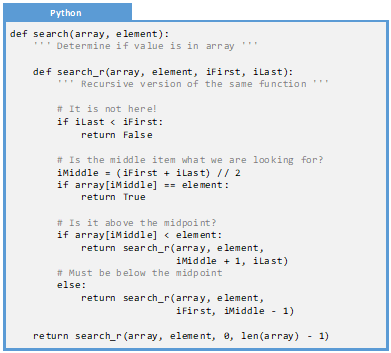 Python
def search(array, element):
    ''' Determine if value is in array '''
    def search_r(array, element, iFirst, iLast):
        ''' Recursive version of the same function '''
        # It is not here!
        if iLast < iFirst:
            return False
        # Is the middle item what we are looking for?
        iMiddle = (iFirst + iLast) // 2
        if array[iMiddle] == element:
            return True
        # Is it above the midpoint?
        if array[iMiddle] < element:
            return search_r(array, element,
                            iMiddle + 1, iLast)
        # Must be below the midpoint
        else:
            return search_r(array, element,
                            iFirst, iMiddle - 1)
    return search_r(array, element, 0, len(array) - 1)